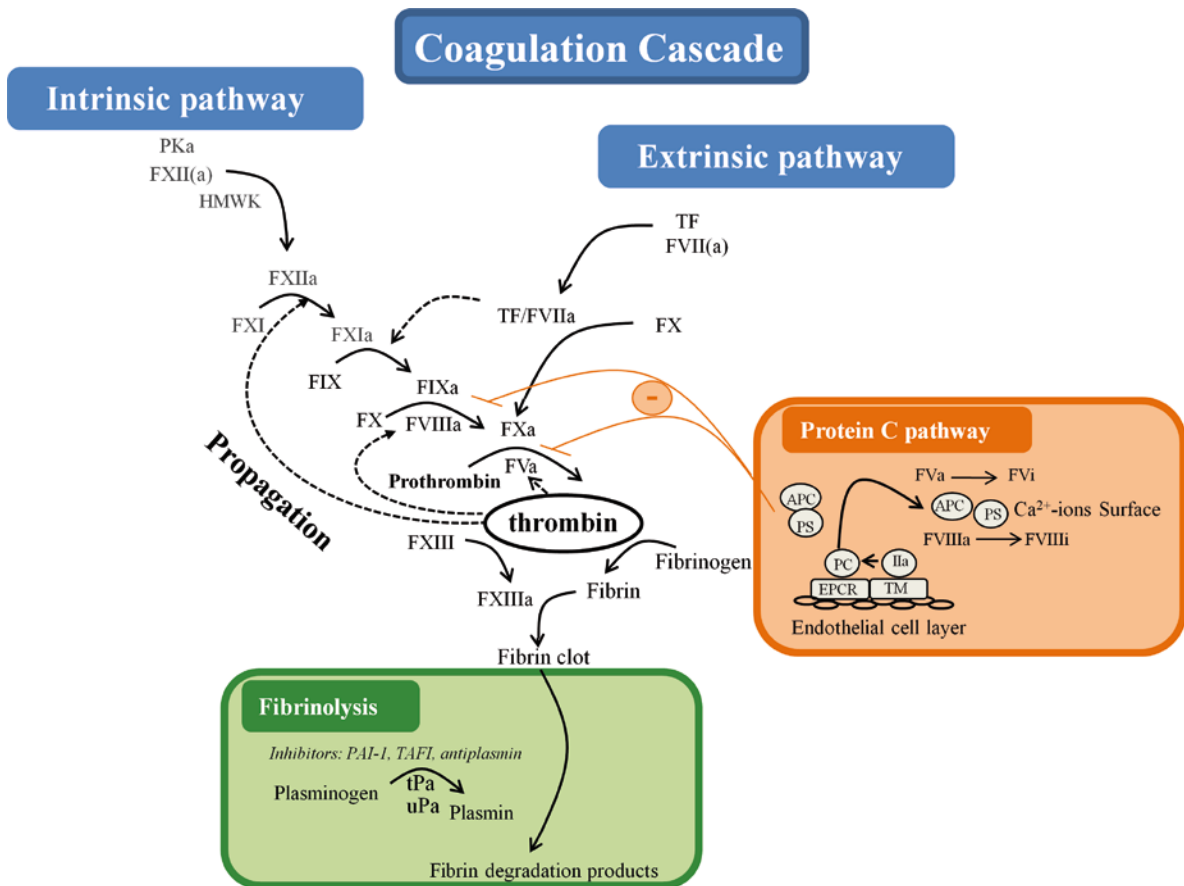 Coagulation Cascade
Intrinsic pathway
PKa
FXII(a)
HMWK
Extrinsic pathway
TF
FVII(a)
FXIIa
FXI
FXIa
TF/FVIIa
FX
FIX
FIXa
FX
FVIIIa
FXa
-
Prothrombin
FVa
Propagation
thrombin
FXIII
Fibrinogen
FXIIIa
Fibrin
Fibrin clot
Protein C pathway
FVa
FVi
APC
PS
APC
PS
Ca²⁺-ions Surface
FVIIIa
FVIIIi
PC
IIa
EPCR
TM
Endothelial cell layer
Fibrinolysis
Inhibitors: PAI-1, TAFI, antiplasmin
Plasminogen
tPa
uPa
Plasmin
Fibrin degradation products